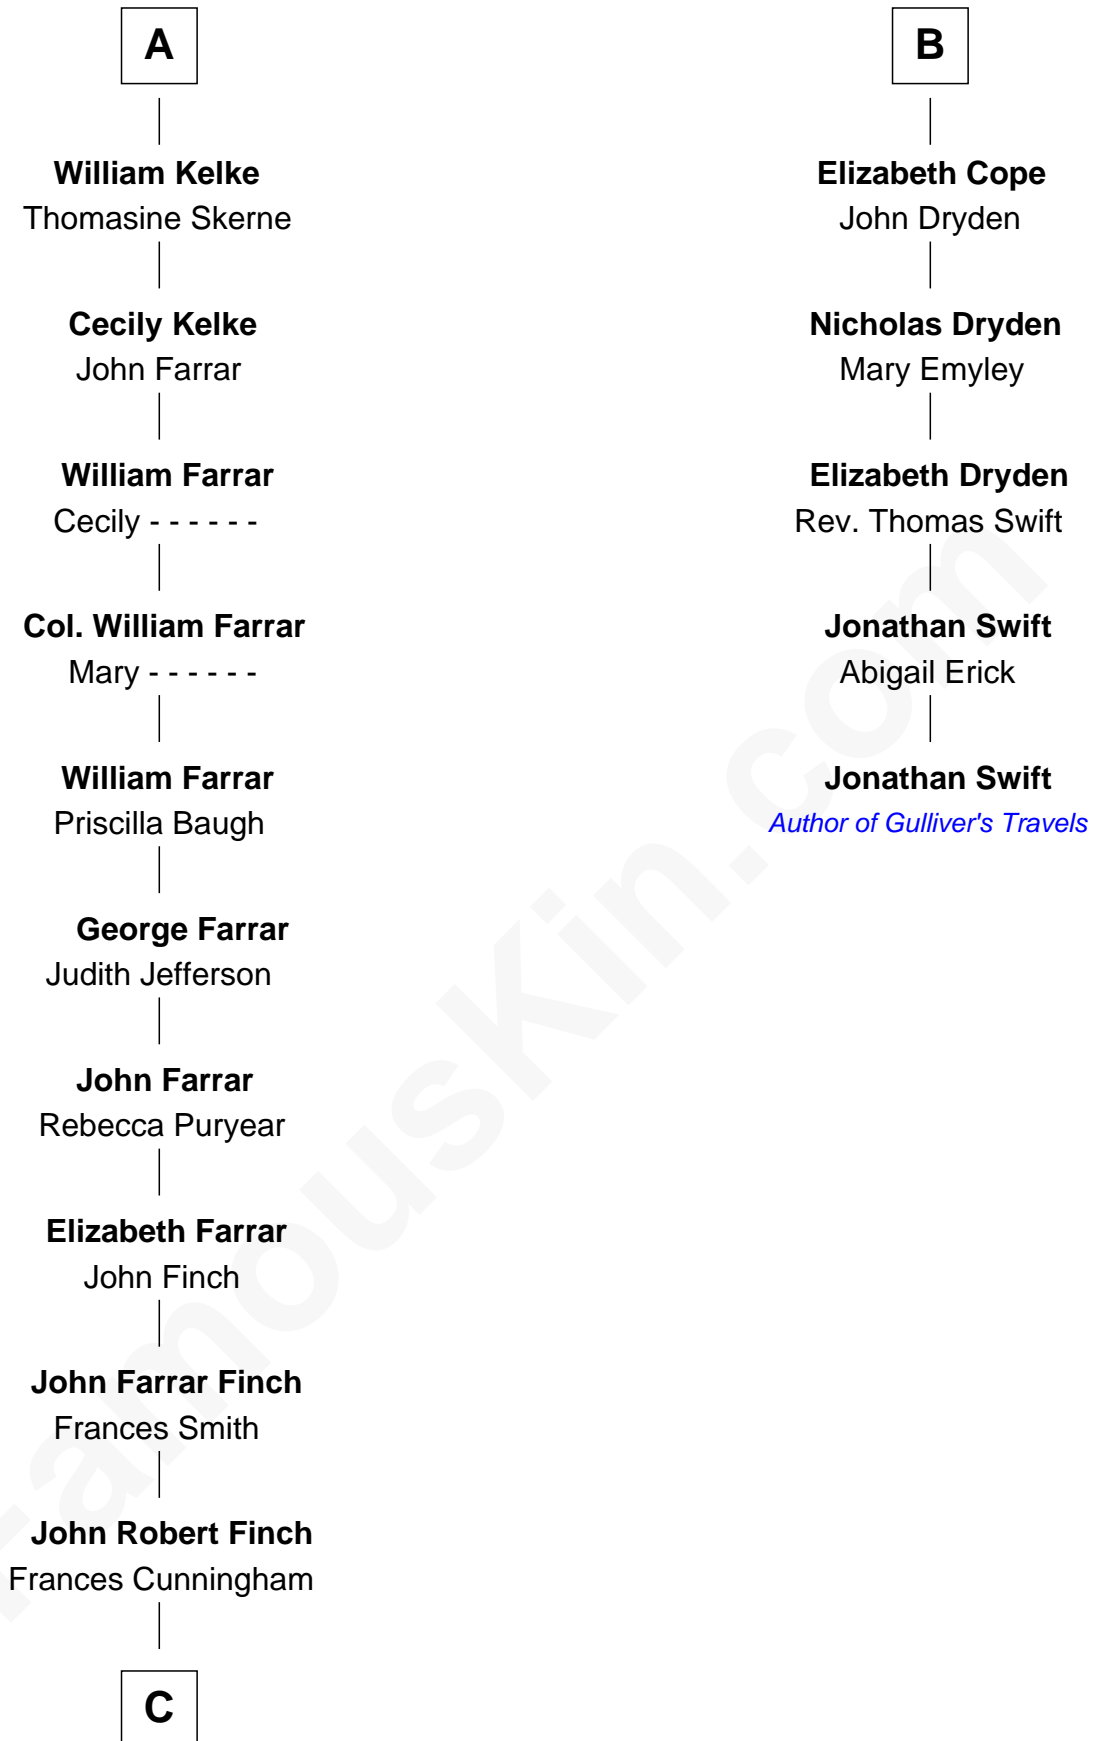 A
William Kelke
Thomasine Skerne
Cecily Kelke
John Farrar
William Farrar
Cecily - - - - - -
Col. William Farrar
Mary - - - - - -
William Farrar
Priscilla Baugh
George Farrar
Judith Jefferson
John Farrar
Rebecca Puryear
Elizabeth Farrar
John Finch
John Farrar Finch
Frances Smith
John Robert Finch
Frances Cunningham
C
B
Elizabeth Cope
John Dryden
Nicholas Dryden
Mary Emyley
Elizabeth Dryden
Rev. Thomas Swift
Jonathan Swift
Abigail Erick
Jonathan Swift
Author of Gulliver's Travels
FamousKin.com